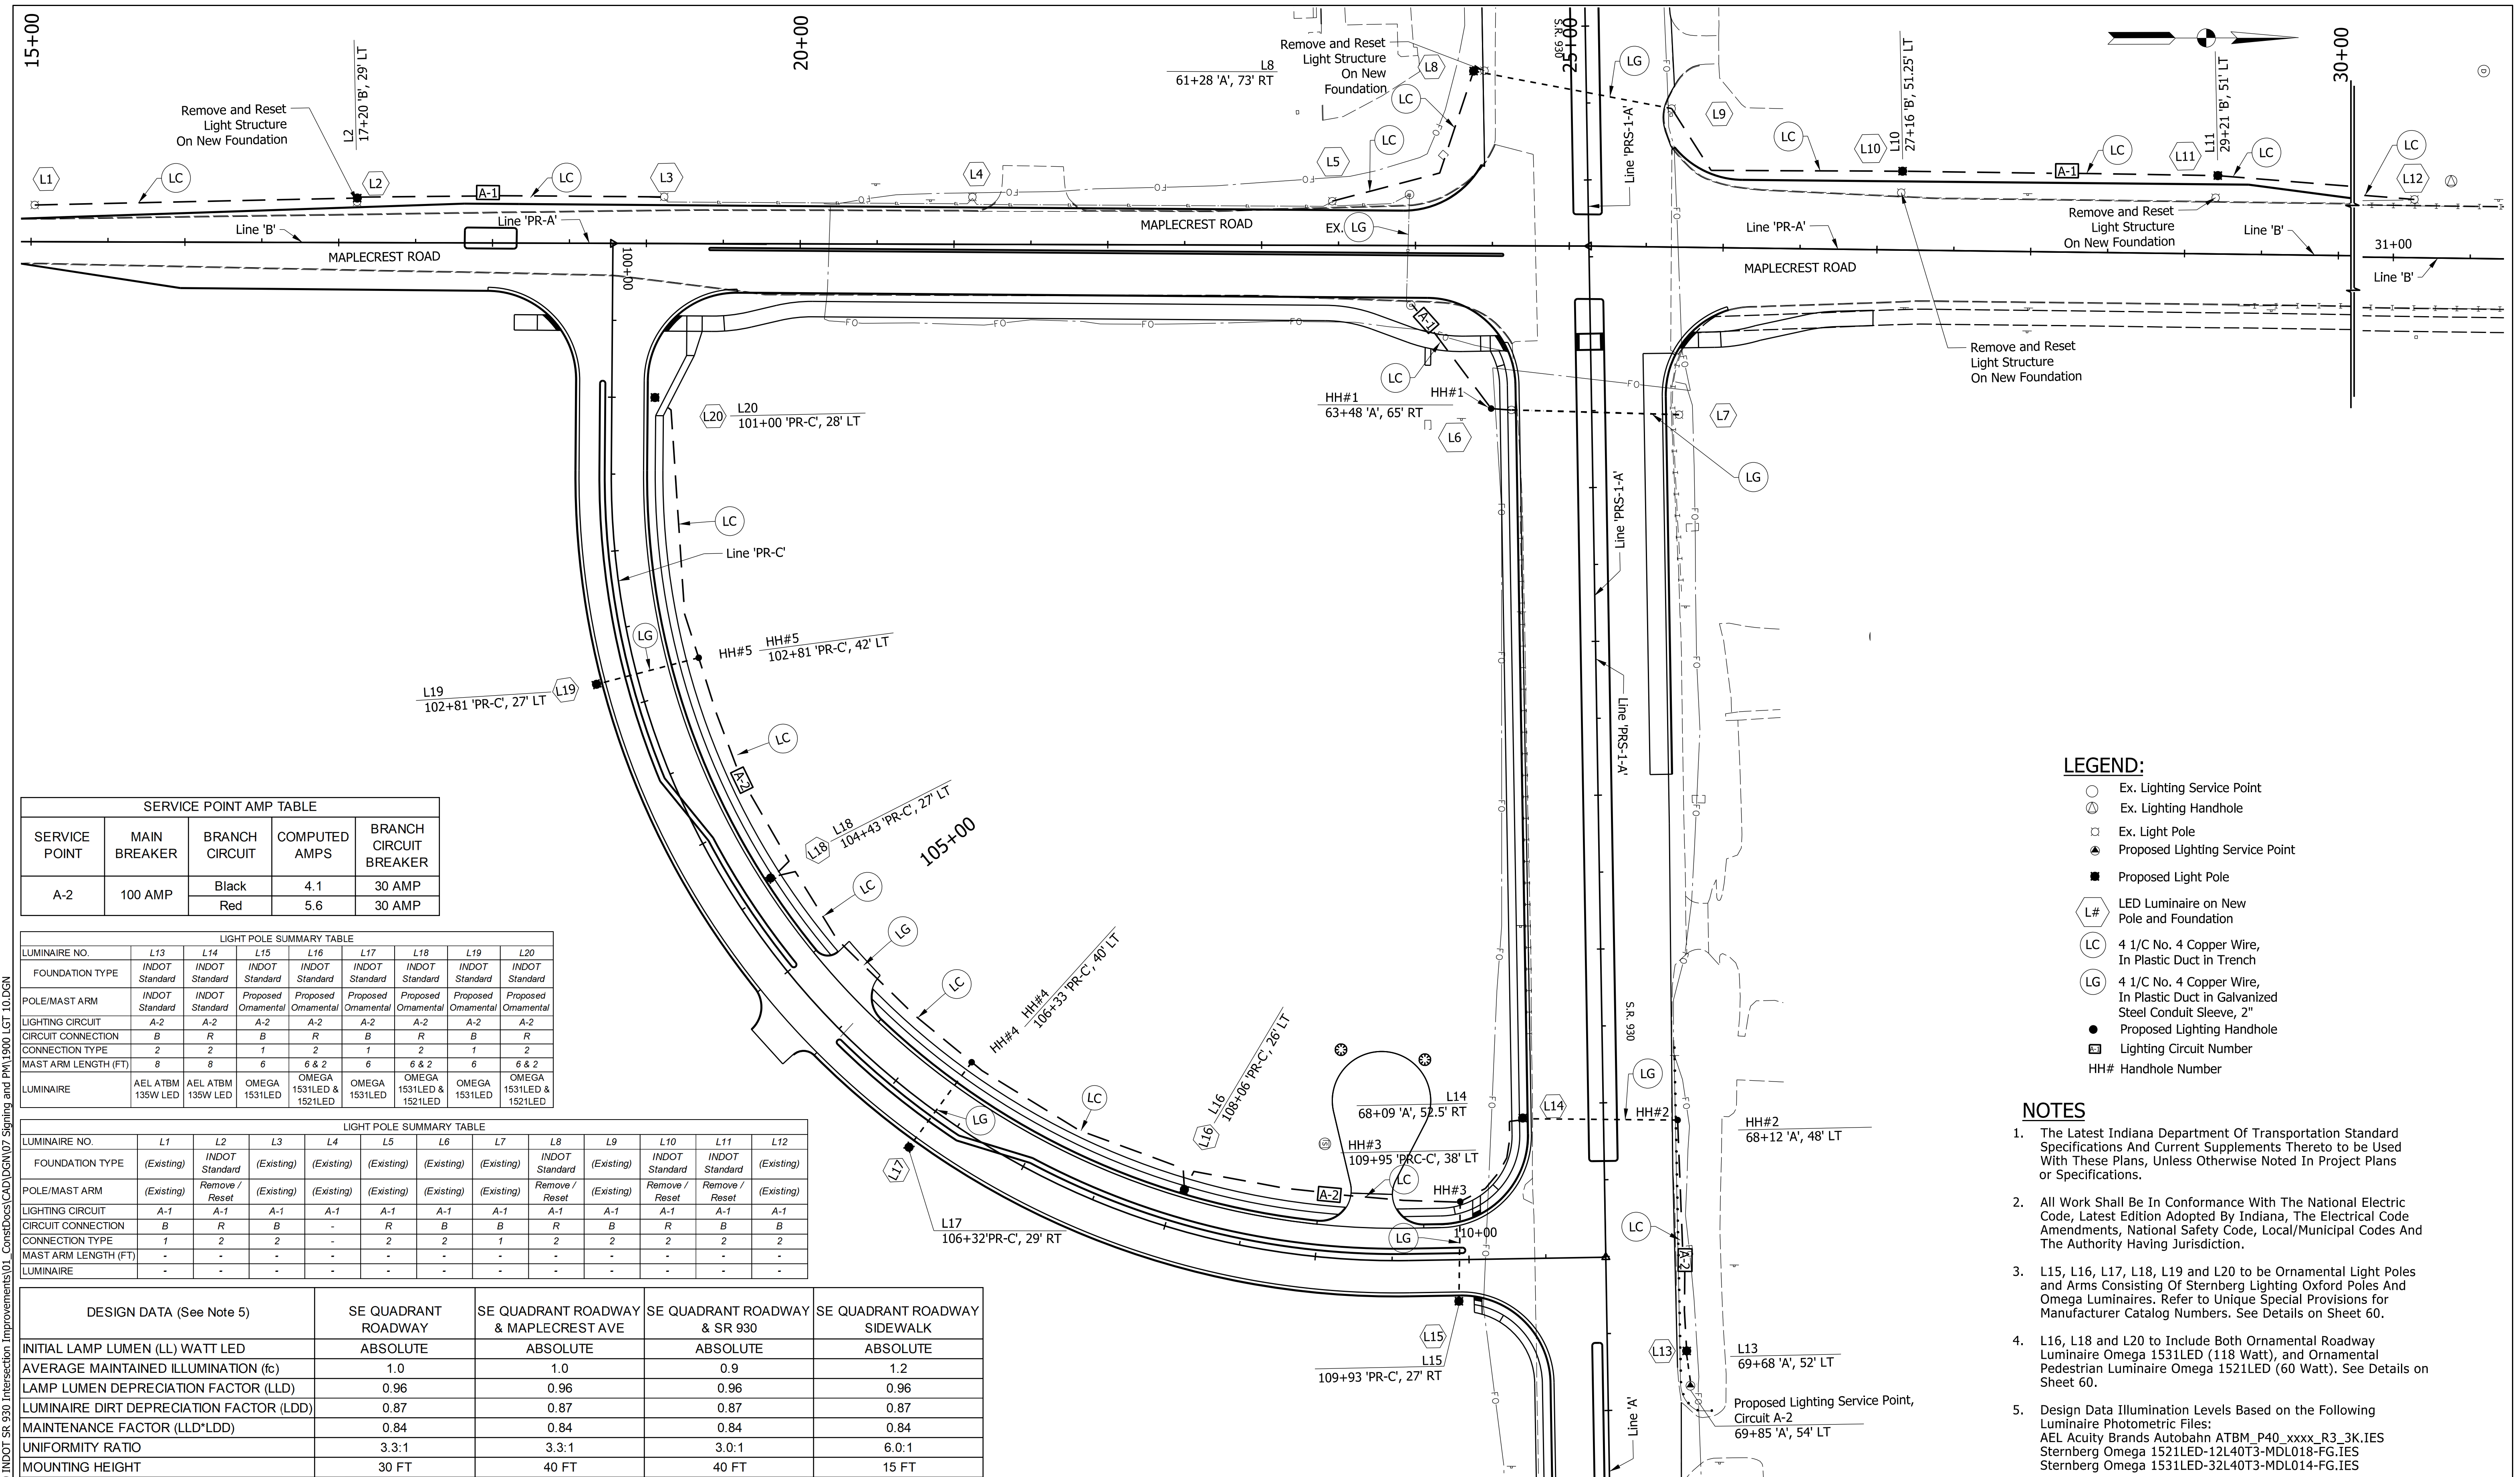 15+00
20+00
25+00
S.R. 930
30+00
Remove and Reset
Light Structure
On New Foundation
L2
17+20 'B', 29' LT
L8
61+28 'A', 73' RT
Remove and Reset
Light Structure
On New
Foundation
L8
LC
LC
LG
L9
Line 'PRS-1-A'
LC
L10
L10
27+16 'B', 51.25' LT
A-1
LC
L11
L11
29+21 'B', 51' LT
LC
LC
L12
D
L1
LC
L2
A-1
LC
L3
L4
L5
Line 'B'
Line 'PR-A'
MAPLECREST ROAD
100+00
MAPLECREST ROAD
EX. LG
Line 'PR-A'
MAPLECREST ROAD
Remove and Reset
Light Structure
On New Foundation
Line 'B'
31+00
Line 'B'
Remove and Reset
Light Structure
On New Foundation
A-1
LC
HH#1
HH#1
63+48 'A', 65' RT
L6
L7
LG
L20
L20
101+00 'PR-C', 28' LT
LC
Line 'PR-C'
Line 'PRS-1-A'
LG
HH#5
HH#5
102+81 'PR-C', 42' LT
L19
102+81 'PR-C', 27' LT
L19
LC
A-2
Line 'PRS-1-A'
L18
L18
104+43 'PR-C', 27' LT
105+00
LC
LG
LC
HH#4
HH#4
106+33 'PR-C', 40' LT
LG
LC
L17
L17
106+32'PR-C', 29' RT
L16
L16
108+06 'PR-C', 26' LT
S.R. 930
L14
68+09 'A', 52.5' RT
L14
LG
HH#2
HH#2
68+12 'A', 48' LT
HH#3
109+95 'PRC-C', 38' LT
A-2
LC
HH#3
LG
110+00
LC
A-2
L15
L15
109+93 'PR-C', 27' RT
L13
L13
69+68 'A', 52' LT
Line 'A'
Proposed Lighting Service Point,
Circuit A-2
69+85 'A', 54' LT
SERVICE POINT AMP TABLE
SERVICE POINT MAIN BREAKER BRANCH CIRCUIT COMPUTED AMPS BRANCH CIRCUIT BREAKER
A-2 100 AMP Black 4.1 30 AMP
Red 5.6 30 AMP
LIGHT POLE SUMMARY TABLE
LUMINAIRE NO. L13 L14 L15 L16 L17 L18 L19 L20
FOUNDATION TYPE INDOT Standard INDOT Standard INDOT Standard INDOT Standard INDOT Standard INDOT Standard INDOT Standard INDOT Standard
POLE/MAST ARM INDOT Standard INDOT Standard Proposed Ornamental Proposed Ornamental Proposed Ornamental Proposed Ornamental Proposed Ornamental Proposed Ornamental
LIGHTING CIRCUIT A-2 A-2 A-2 A-2 A-2 A-2 A-2 A-2
CIRCUIT CONNECTION B R B R B R B R
CONNECTION TYPE 2 2 1 2 1 2 1 2
MAST ARM LENGTH (FT) 8 8 6 6 & 2 6 6 & 2 6 6 & 2
LUMINAIRE AEL ATBM 135W LED AEL ATBM 135W LED OMEGA 1531LED OMEGA 1531LED & 1521LED OMEGA 1531LED OMEGA 1531LED & 1521LED OMEGA 1531LED OMEGA 1531LED & 1521LED
LIGHT POLE SUMMARY TABLE
LUMINAIRE NO. L1 L2 L3 L4 L5 L6 L7 L8 L9 L10 L11 L12
FOUNDATION TYPE (Existing) INDOT Standard (Existing) (Existing) (Existing) (Existing) (Existing) INDOT Standard (Existing) INDOT Standard INDOT Standard (Existing)
POLE/MAST ARM (Existing) Remove / Reset (Existing) (Existing) (Existing) (Existing) (Existing) Remove / Reset (Existing) Remove / Reset Remove / Reset (Existing)
LIGHTING CIRCUIT A-1 A-1 A-1 A-1 A-1 A-1 A-1 A-1 A-1 A-1 A-1 A-1
CIRCUIT CONNECTION B R B - R B B R B R B B
CONNECTION TYPE 1 2 2 - 2 2 1 2 2 2 2 2
MAST ARM LENGTH (FT) - - - - - - - - - - - -
LUMINAIRE - - - - - - - - - - - -
DESIGN DATA (See Note 5) SE QUADRANT ROADWAY SE QUADRANT ROADWAY & MAPLECREST AVE SE QUADRANT ROADWAY & SR 930 SE QUADRANT ROADWAY SIDEWALK
INITIAL LAMP LUMEN (LL) WATT LED ABSOLUTE ABSOLUTE ABSOLUTE ABSOLUTE
AVERAGE MAINTAINED ILLUMINATION (fc) 1.0 1.0 0.9 1.2
LAMP LUMEN DEPRECIATION FACTOR (LLD) 0.96 0.96 0.96 0.96
LUMINAIRE DIRT DEPRECIATION FACTOR (LDD) 0.87 0.87 0.87 0.87
MAINTENANCE FACTOR (LLD*LDD) 0.84 0.84 0.84 0.84
UNIFORMITY RATIO 3.3:1 3.3:1 3.0:1 6.0:1
MOUNTING HEIGHT 30 FT 40 FT 40 FT 15 FT
INDOT SR 930 Intersection Improvements\01_ConstDocs\CAD\DGN\07 Signing and PM\1900 LGT 10.DGN
LEGEND:
Ex. Lighting Service Point
Ex. Lighting Handhole
Ex. Light Pole
Proposed Lighting Service Point
Proposed Light Pole
L# LED Luminaire on New
Pole and Foundation
LC 4 1/C No. 4 Copper Wire,
In Plastic Duct in Trench
LG 4 1/C No. 4 Copper Wire,
In Plastic Duct in Galvanized
Steel Conduit Sleeve, 2"
Proposed Lighting Handhole
A-1 Lighting Circuit Number
HH# Handhole Number
NOTES
1. The Latest Indiana Department Of Transportation Standard
Specifications And Current Supplements Thereto to be Used
With These Plans, Unless Otherwise Noted In Project Plans
or Specifications.
2. All Work Shall Be In Conformance With The National Electric
Code, Latest Edition Adopted By Indiana, The Electrical Code
Amendments, National Safety Code, Local/Municipal Codes And
The Authority Having Jurisdiction.
3. L15, L16, L17, L18, L19 and L20 to be Ornamental Light Poles
and Arms Consisting Of Sternberg Lighting Oxford Poles And
Omega Luminaires. Refer to Unique Special Provisions for
Manufacturer Catalog Numbers. See Details on Sheet 60.
4. L16, L18 and L20 to Include Both Ornamental Roadway
Luminaire Omega 1531LED (118 Watt), and Ornamental
Pedestrian Luminaire Omega 1521LED (60 Watt). See Details on
Sheet 60.
5. Design Data Illumination Levels Based on the Following
Luminaire Photometric Files:
AEL Acuity Brands Autobahn ATBM_P40_xxxx_R3_3K.IES
Sternberg Omega 1521LED-12L40T3-MDL018-FG.IES
Sternberg Omega 1531LED-32L40T3-MDL014-FG.IES